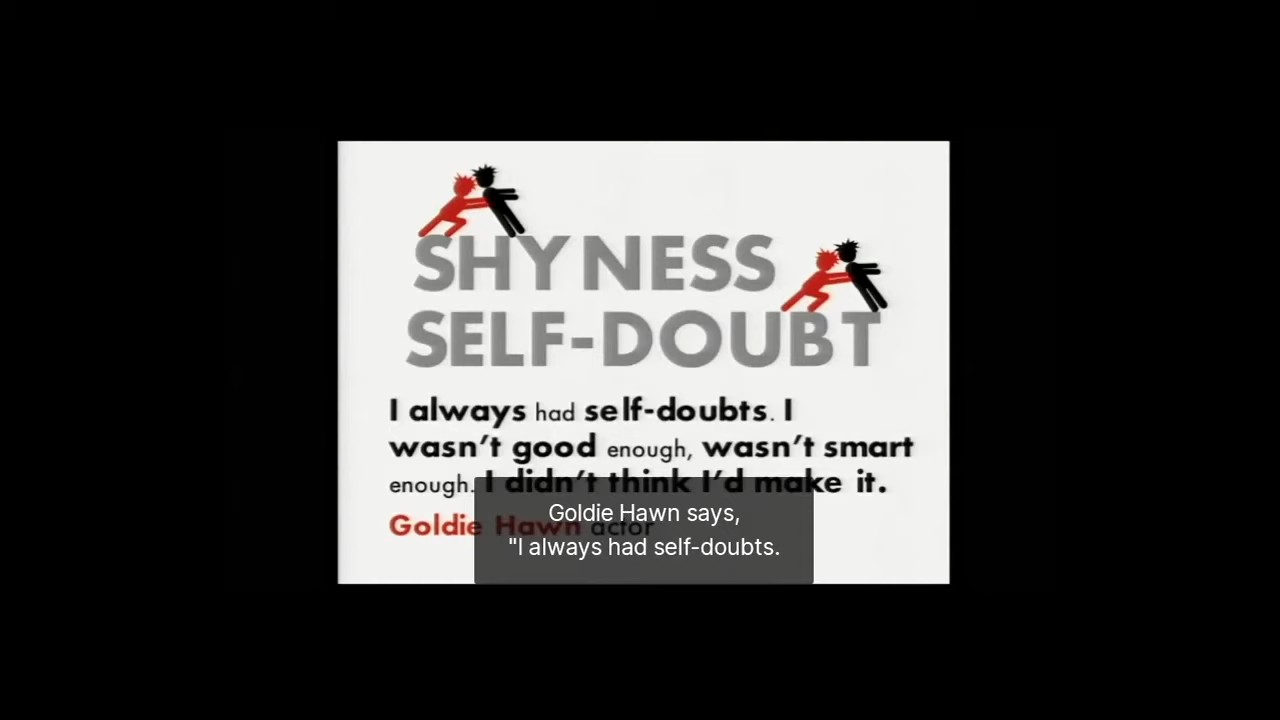 SHYNESS
SELF-DOUBT
I always had self-doubts. I
wasn't good enough, wasn't smart
enough. I didn't think I'd make it.
Goldie Hawn actor
Goldie Hawn says,
"I always had self-doubts.